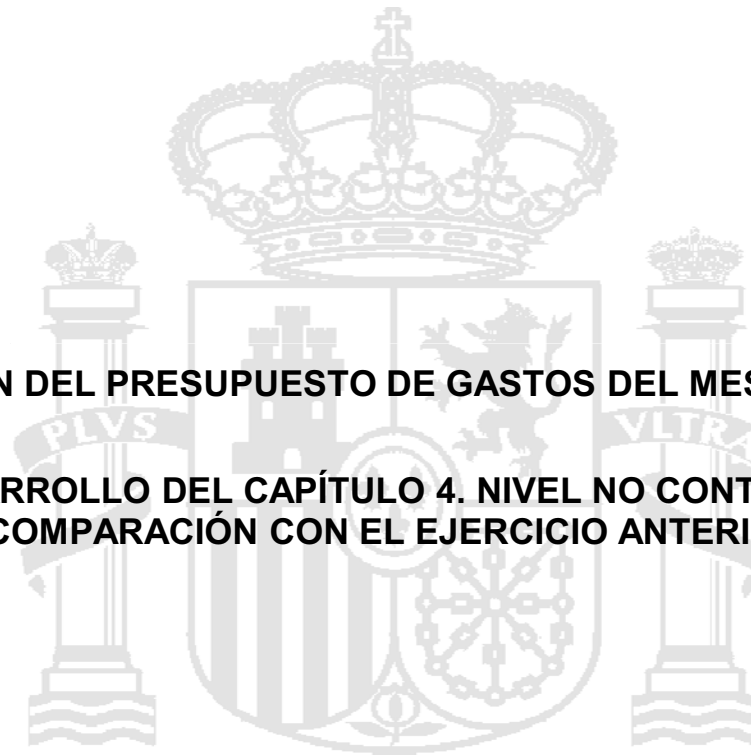 N DEL PRESUPUESTO DE GASTOS DEL MES
PLVS
VLTRA
RROLLO DEL CAPÍTULO 4. NIVEL NO CONT
COMPARACIÓN CON EL EJERCICIO ANTERI